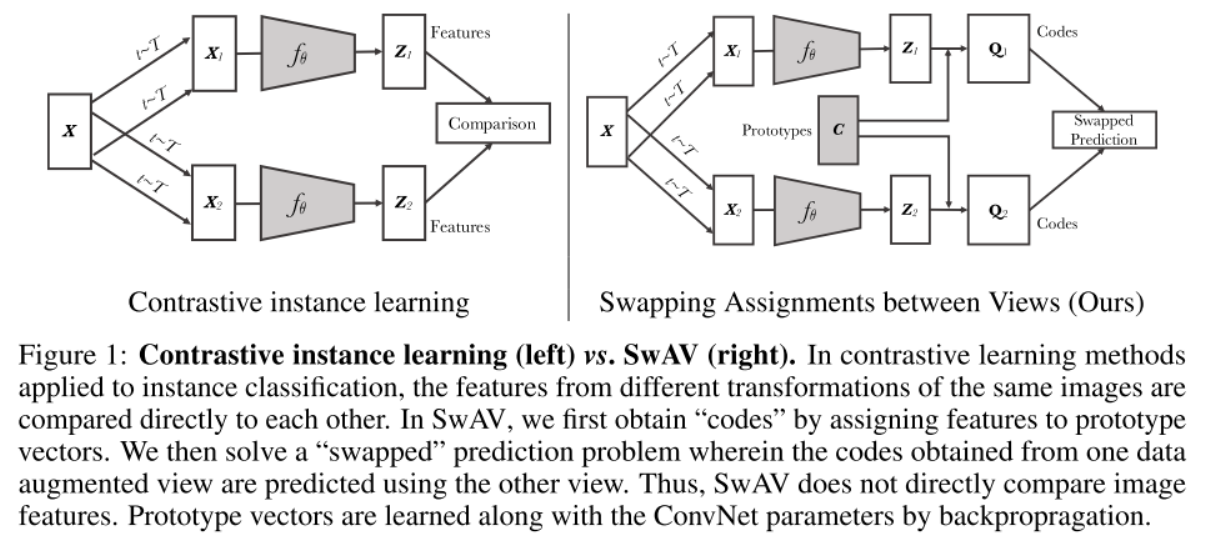 t~T
t~T
t~T
t~T
X
X1
X2
fθ
fθ
Z1
Z2
Features
Features
Comparison
Contrastive instance learning
t~T
t~T
t~T
t~T
X
X1
X2
fθ
fθ
Prototypes
C
Z1
Z2
Q1
Q2
Codes
Codes
Swapped
Prediction
Swapping Assignments between Views (Ours)
Figure 1: Contrastive instance learning (left) vs. SwAV (right). In contrastive learning methods
applied to instance classification, the features from different transformations of the same images are
compared directly to each other. In SwAV, we first obtain “codes” by assigning features to prototype
vectors. We then solve a “swapped” prediction problem wherein the codes obtained from one data
augmented view are predicted using the other view. Thus, SwAV does not directly compare image
features. Prototype vectors are learned along with the ConvNet parameters by backpropragation.